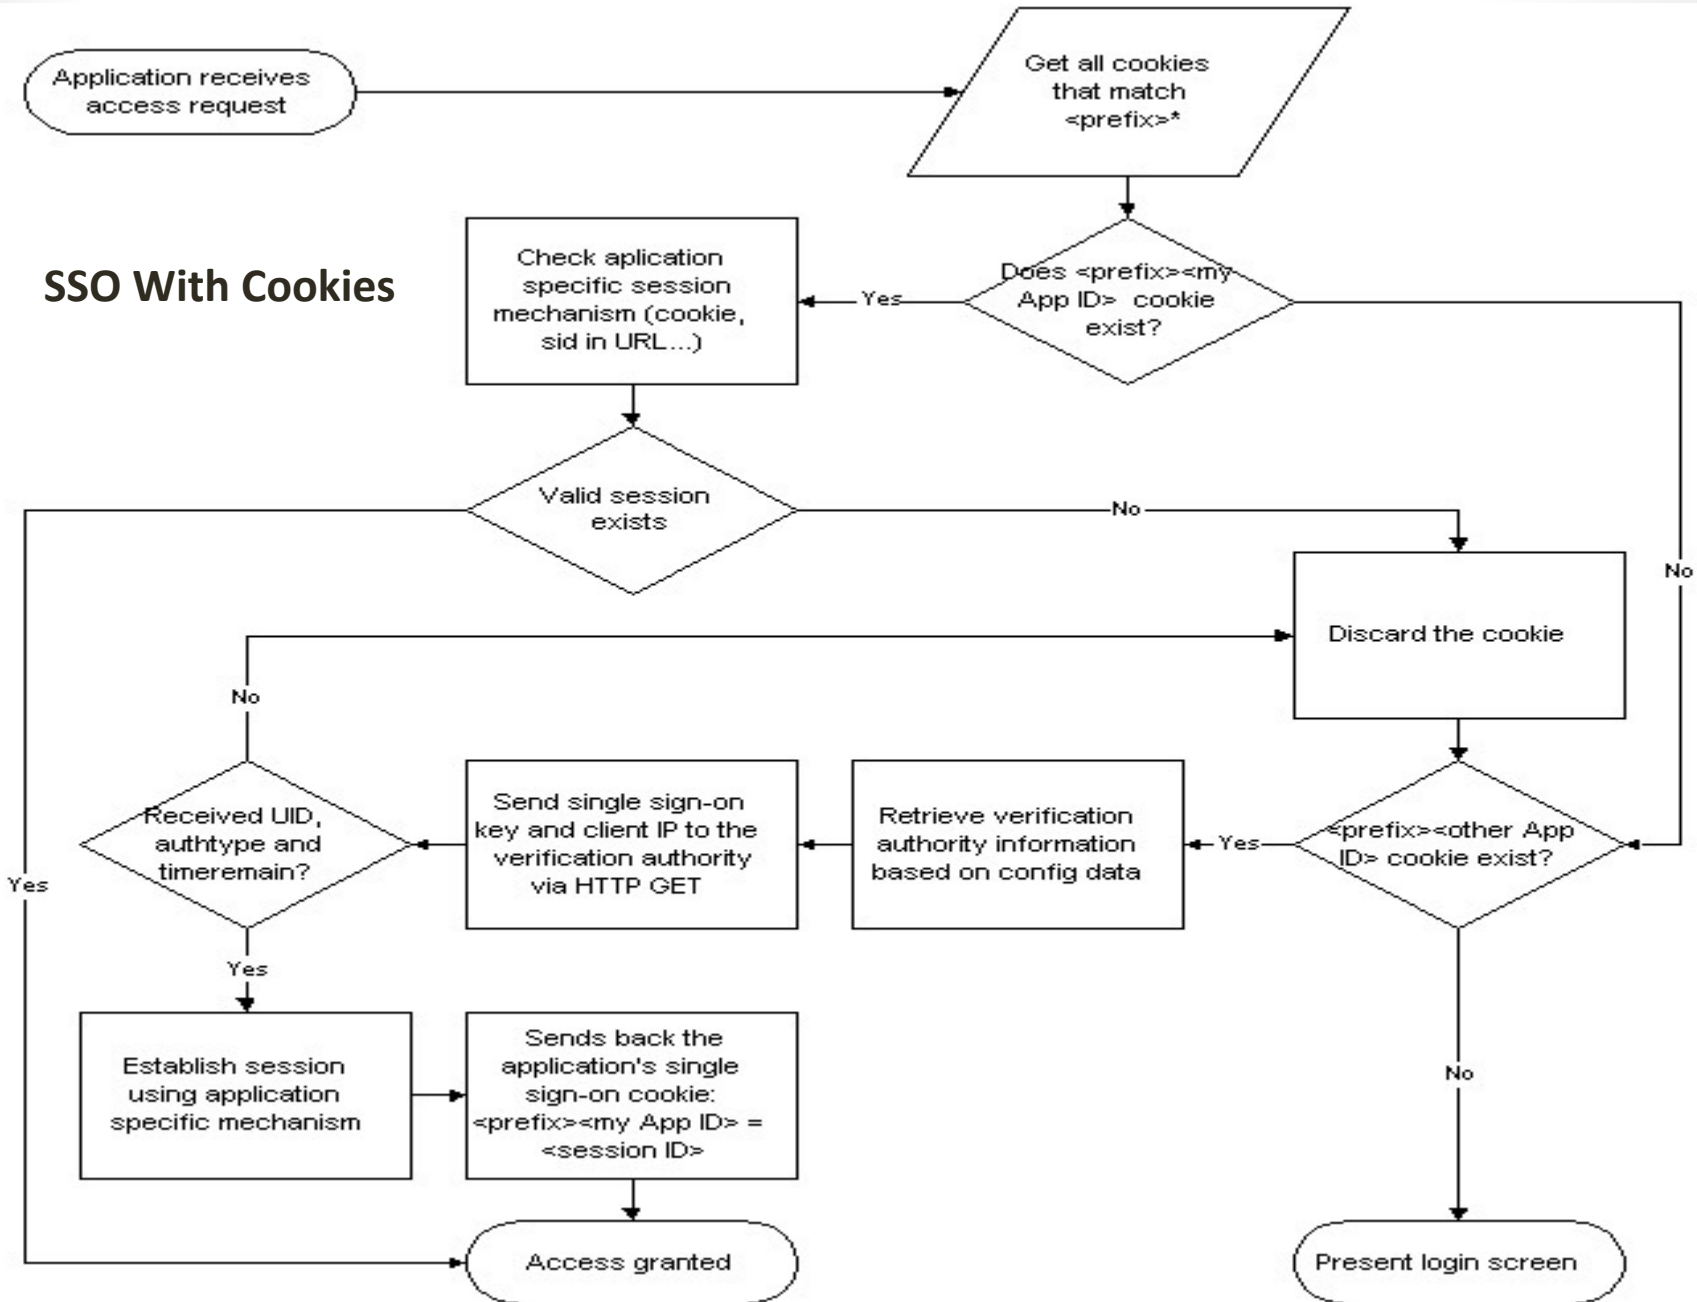 Application receives
access request
Get all cookies
that match
<prefix>*
SSO With Cookies
Check aplication
specific session
mechanism (cookie,
sid in URL...)
Yes
Does <prefix><my
App ID> cookie
exist?
Valid session
exists
No
No
Discard the cookie
No
Received UID,
authtype and
timeremain?
Send single sign-on
key and client IP to the
verification authority
via HTTP GET
Retrieve verification
authority information
based on config data
Yes
<prefix><other App
ID> cookie exist?
Yes
Yes
No
Establish session
using application
specific mechanism
Sends back the
application's single
sign-on cookie:
<prefix><my App ID> =
<session ID>
Access granted
Present login screen